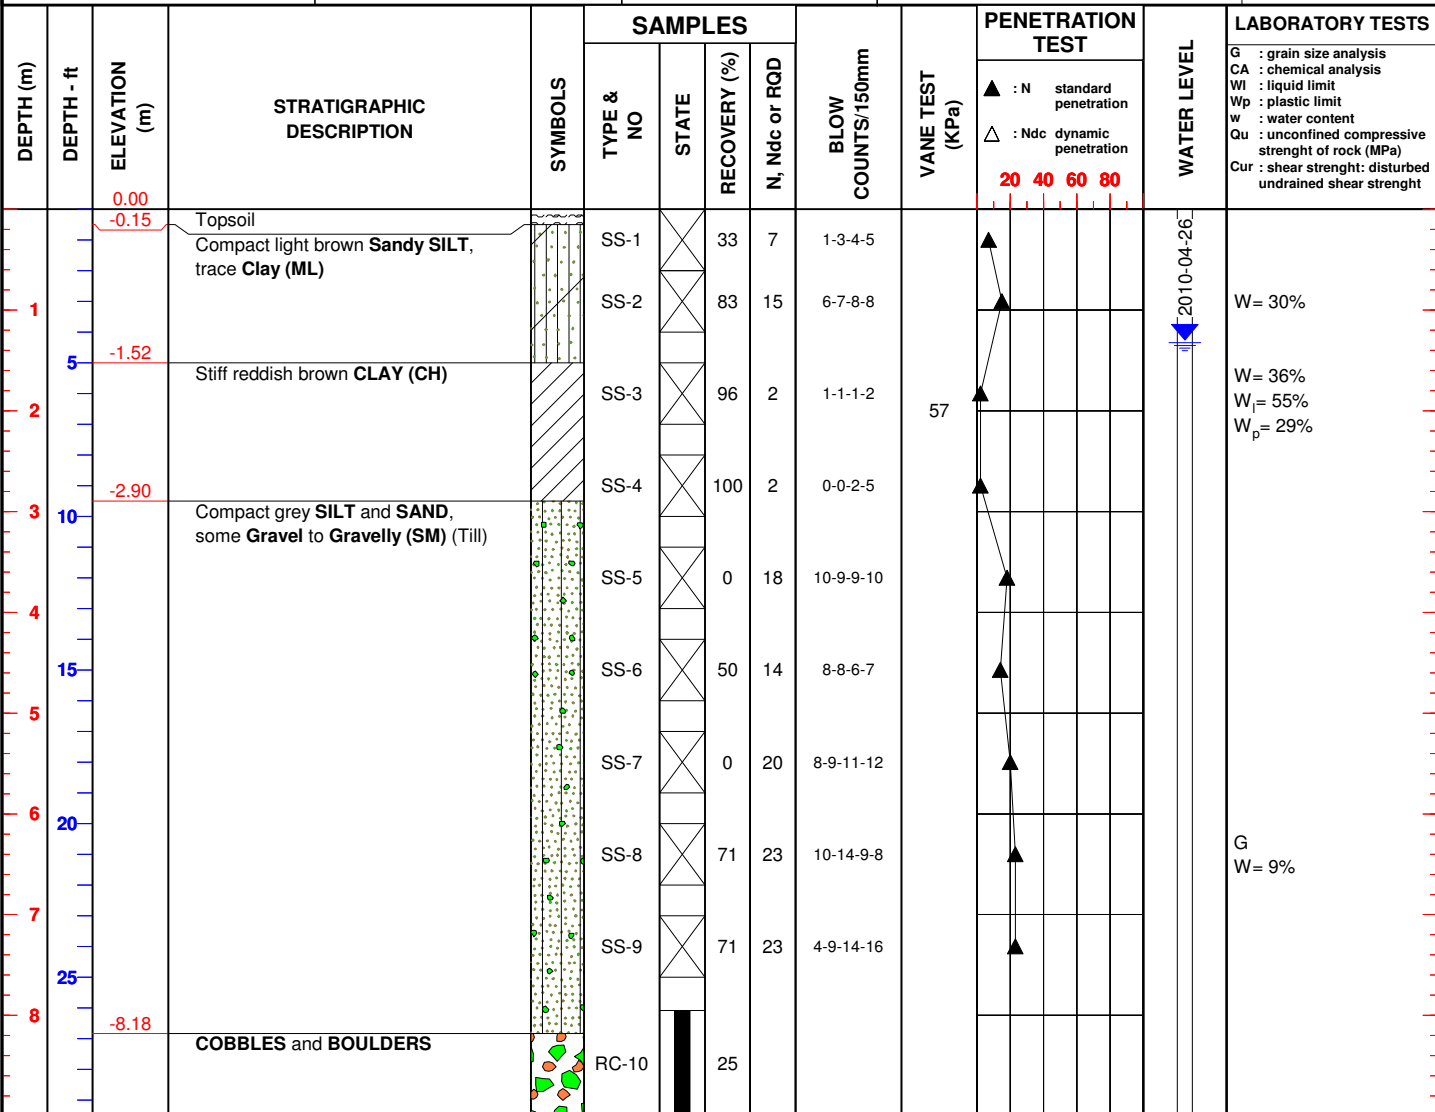 DEPTH (m)
DEPTH - ft
ELEVATION
(m)
STRATIGRAPHIC
DESCRIPTION
SYMBOLS
SAMPLES
TYPE &
NO
STATE
RECOVERY (%)
N, Ndc or RQD
BLOW
COUNTS/150mm
VANE TEST
(KPa)
PENETRATION
TEST
: N standard
penetration
: Ndc dynamic
penetration
20 40 60 80
WATER LEVEL
LABORATORY TESTS
G : grain size analysis
CA : chemical analysis
Wl : liquid limit
Wp : plastic limit
w : water content
Qu : unconfined compressive
strenght of rock (MPa)
Cur : shear strenght: disturbed
undrained shear strenght
0.00
-0.15
Topsoil
Compact light brown Sandy SILT,
trace Clay (ML)
SS-1 33 7 1-3-4-5
2010-04-26
1
SS-2 83 15 6-7-8-8
W= 30%
5
-1.52
Stiff reddish brown CLAY (CH)
SS-3 96 2 1-1-1-2
W= 36%
2
57
Wl= 55%
Wp= 29%
SS-4 100 2 0-0-2-5
-2.90
3
10
Compact grey SILT and SAND,
some Gravel to Gravelly (SM) (Till)
SS-5 0 18 10-9-9-10
4
15
SS-6 50 14 8-8-6-7
5
SS-7 0 20 8-9-11-12
6
20
SS-8 71 23 10-14-9-8
G
W= 9%
7
SS-9 71 23 4-9-14-16
25
8
-8.18
COBBLES and BOULDERS
RC-10 25